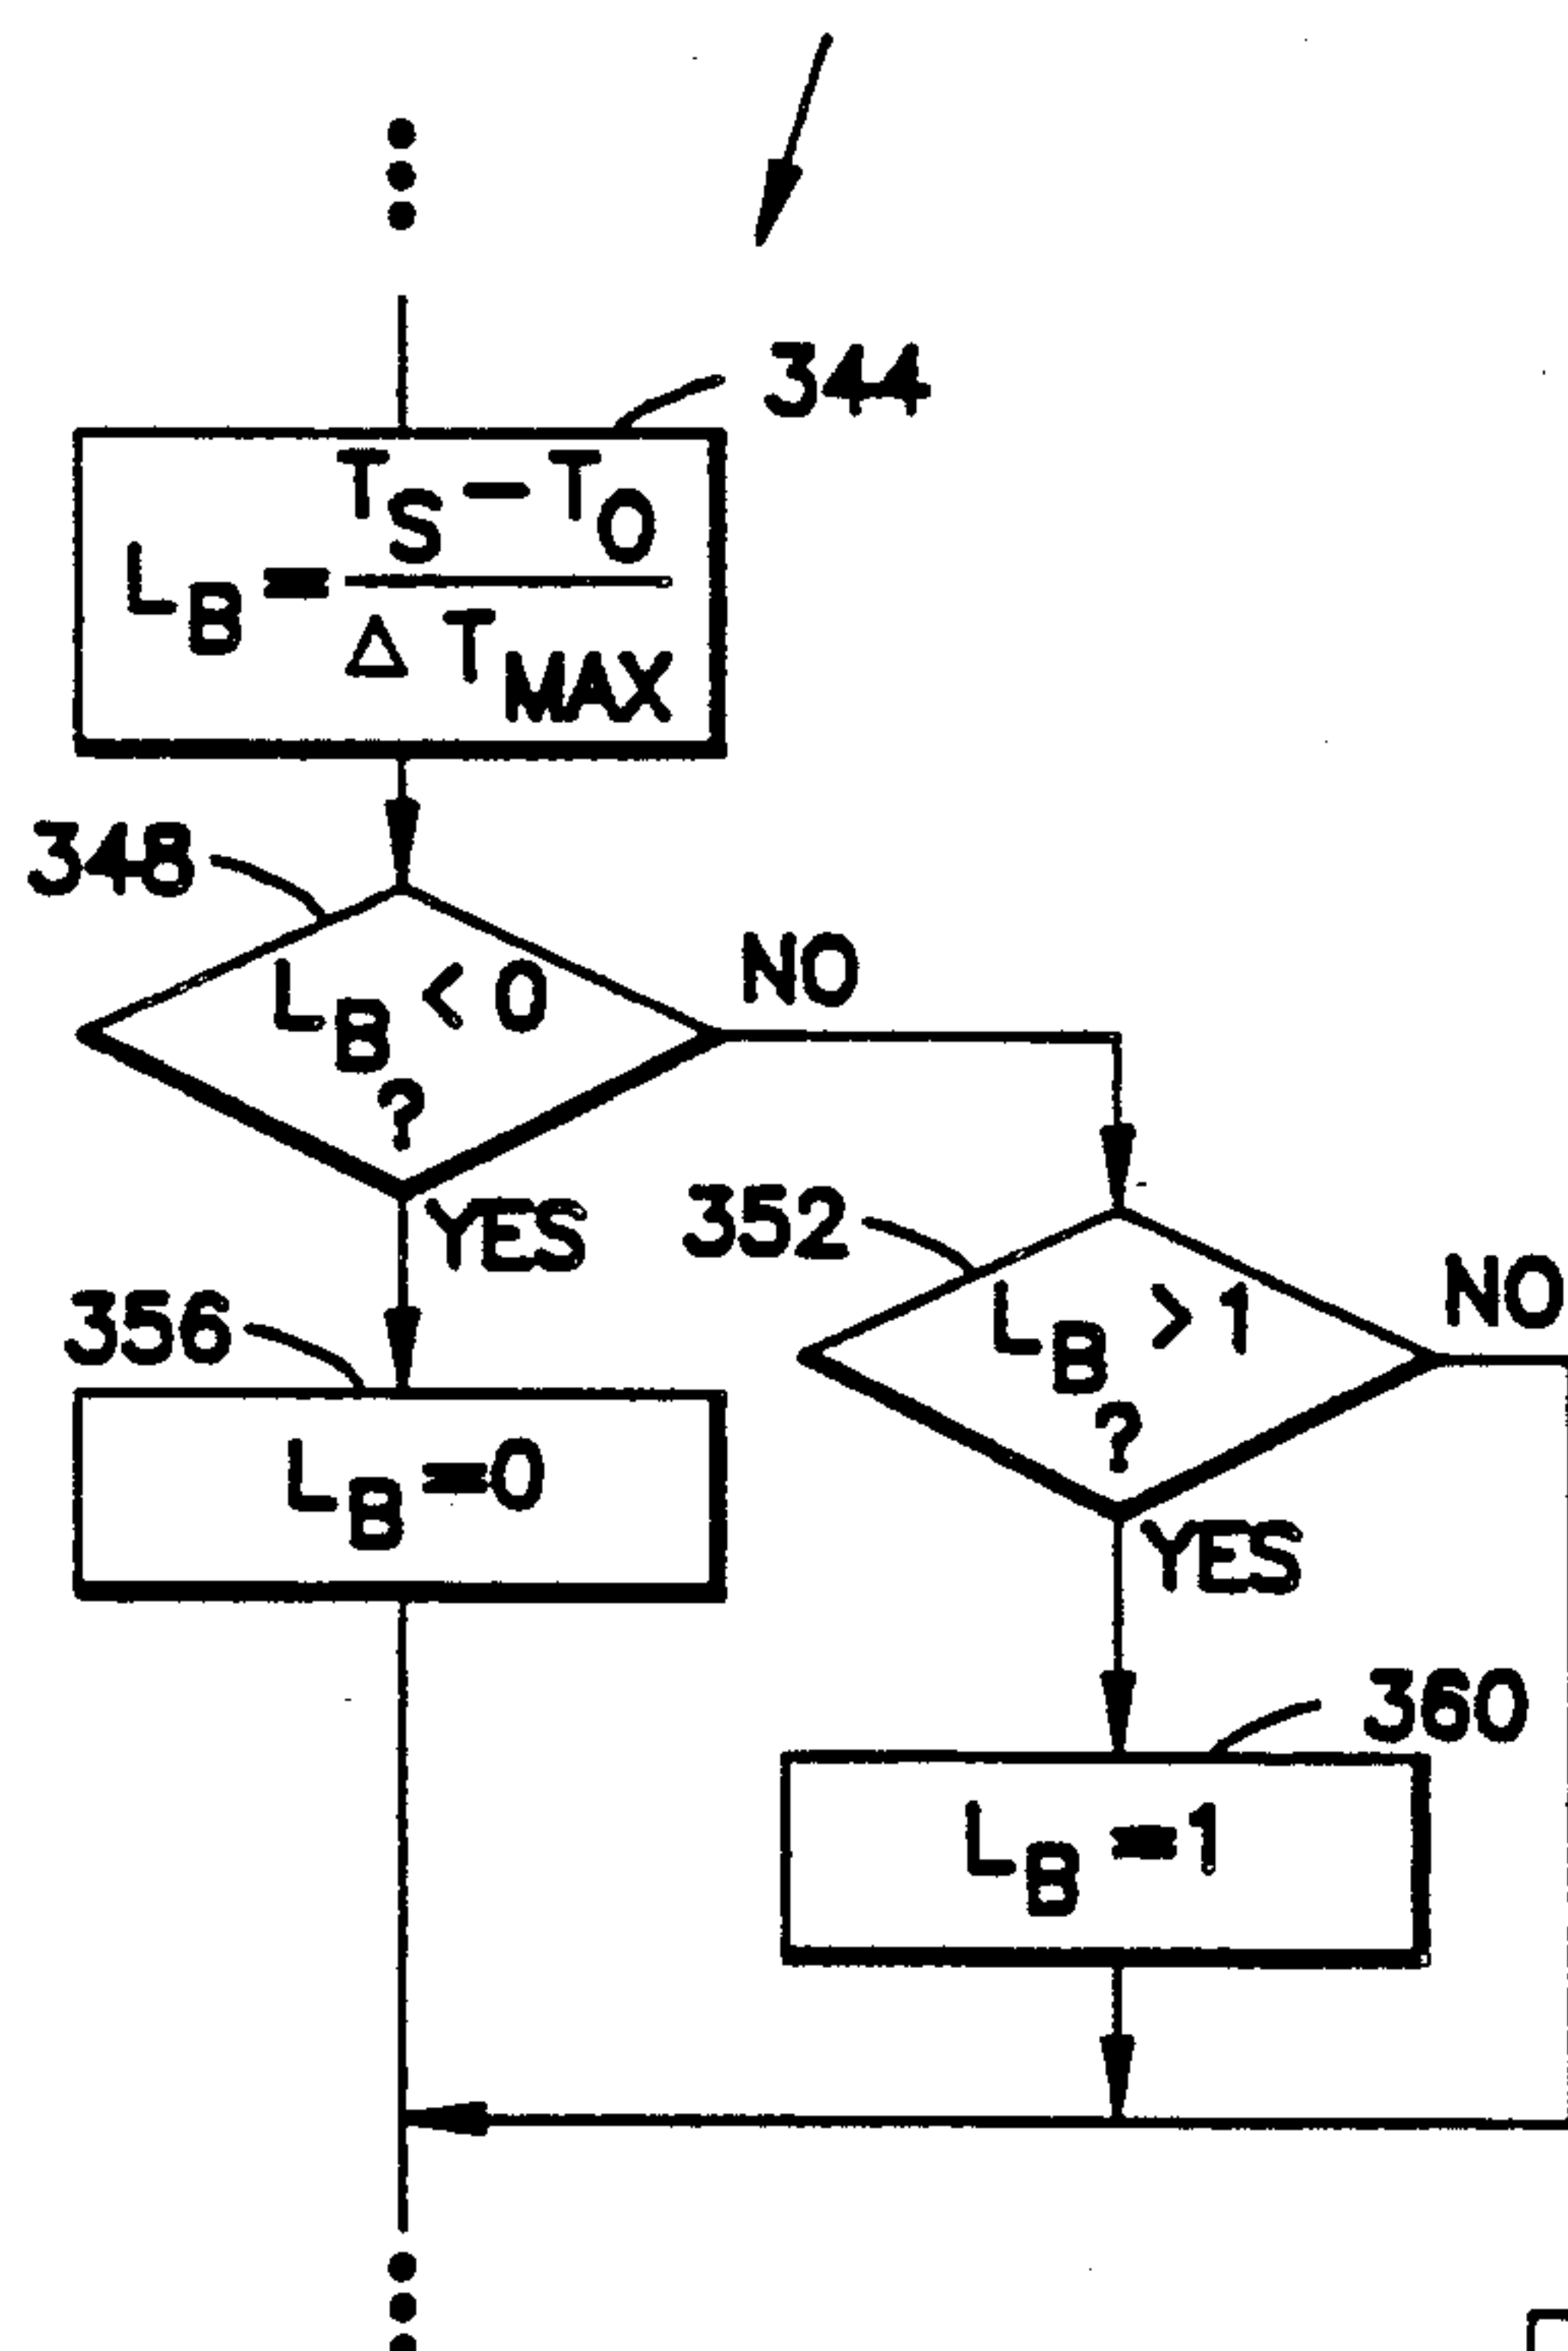 344
L_B = (T_S − T_O) / Δ T_MAX
348
L_B < 0
?
NO
YES
352
L_B > 1
?
NO
YES
356
L_B = 0
360
L_B = 1